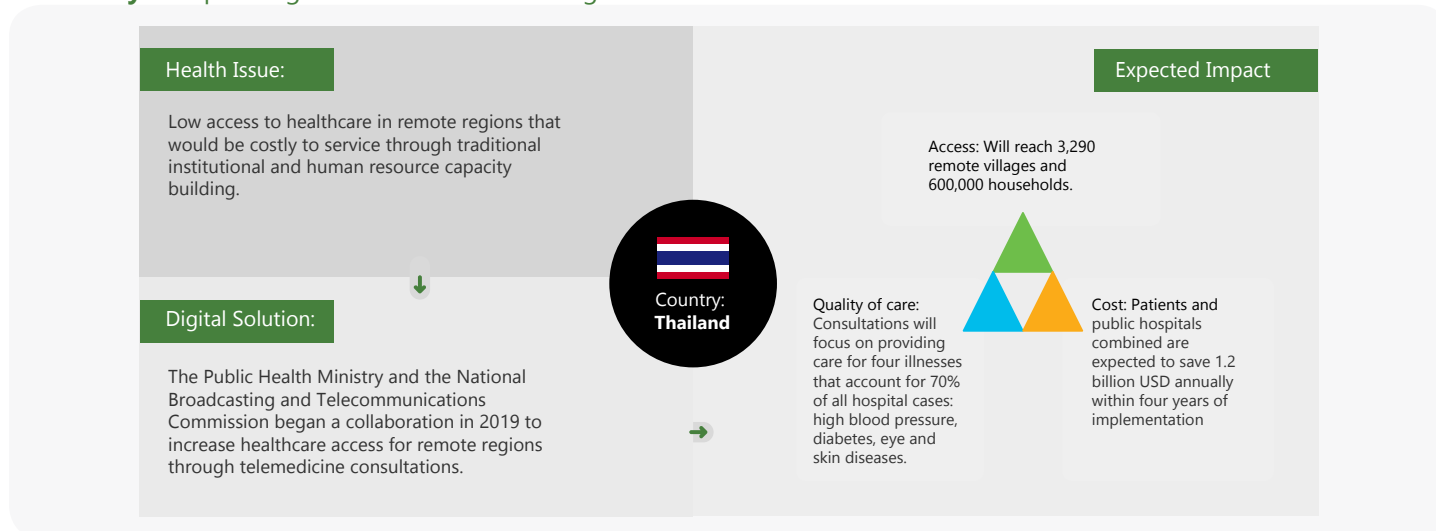 Health Issue:
Low access to healthcare in remote regions that
would be costly to service through traditional
institutional and human resource capacity
building.
Digital Solution:
The Public Health Ministry and the National
Broadcasting and Telecommunications
Commission began a collaboration in 2019 to
increase healthcare access for remote regions
through telemedicine consultations.
Country:
Thailand
Expected Impact
Access: Will reach 3,290
remote villages and
600,000 households.
Quality of care:
Consultations will
focus on providing
care for four illnesses
that account for 70%
of all hospital cases:
high blood pressure,
diabetes, eye and
skin diseases.
Cost: Patients and
public hospitals
combined are
expected to save 1.2
billion USD annually
within four years of
implementation